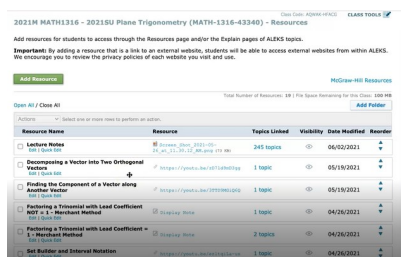 Class Code: AQWV6-HFACG CLASS TOOLS
2021M MATH1316 - 2021SU Plane Trigonometry (MATH-1316-43340) - Resources
Add resources for students to access through the Resources page and/or the Explain pages of ALEKS topics.
Important: By adding a resource that is a link to an external website, students will be able to access external websites from within ALEKS.
We encourage you to review the privacy policies of each website you visit and use.
Add Resource McGraw-Hill Resources
Total Number of Resources: 19 | File Space Remaining for this Class: 100 MB
Open All / Close All Add Folder
Actions Select one or more rows to perform an action.
Resource Name Resource Topics Linked Visibility Date Modified Reorder
Lecture Notes 245 topics 06/02/2021
Edit | Quick Edit
Decomposing a Vector into Two Orthogonal
Vectors 1 topic 05/19/2021
Edit | Quick Edit
Finding the Component of a Vector along
Another Vector 1 topic 05/19/2021
Edit | Quick Edit
Factoring a Trinomial with Lead Coefficient
NOT = 1 - Merchant Method Display Note 1 topic 04/26/2021
Edit | Quick Edit
Factoring a Trinomial with Lead Coefficient =
1 - Merchant Method Display Note 2 topics 04/26/2021
Edit | Quick Edit
Set Builder and Interval Notation 1 topic 04/26/2021
Edit | Quick Edit